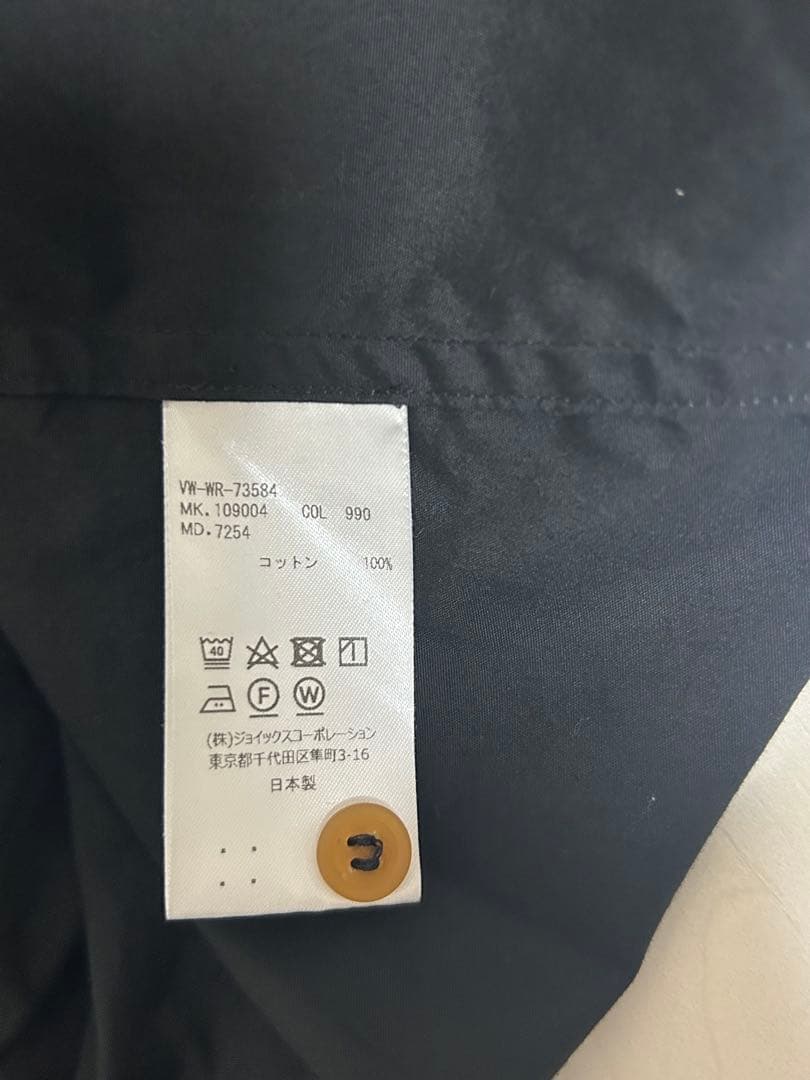 VW-WR-73584
MK.109004 COL 990
MD.7254
コットン 100%
40
F W
(株)ジョイックスコーポレーション
東京都千代田区隼町3-16
日本製